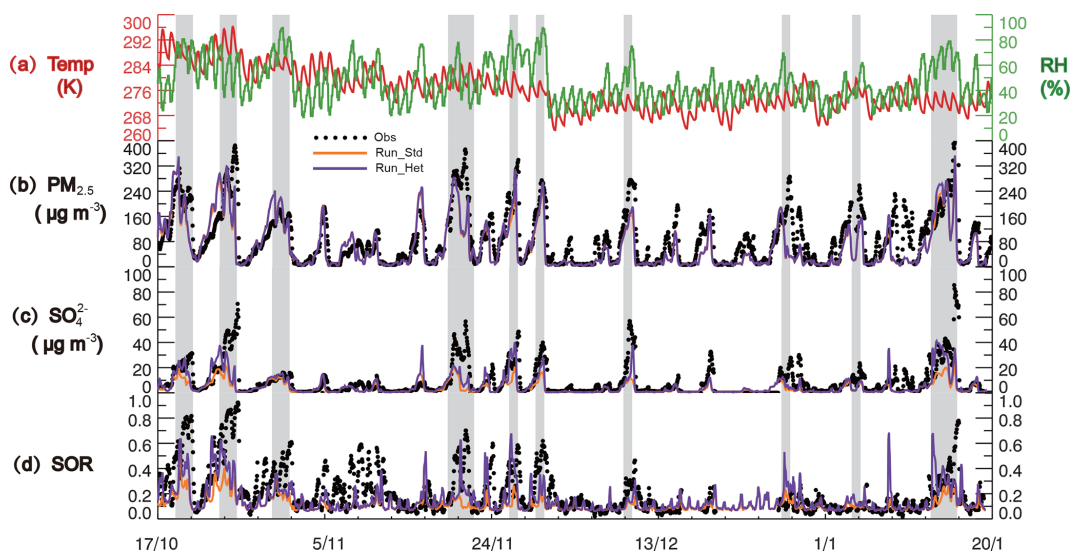 300 100
292 80
(a) Temp 284 60 RH
(K) 276 40 (%)
268 20
260 0
Obs
Run_Std
Run_Het
400 400
320 320
(b) PM2.5 240 240
(µg m-3) 160 160
80 80
0 0
100 100
80 80
(c) SO4 2- 60 60
(µg m-3) 40 40
20 20
0 0
1.0 1.0
0.8 0.8
0.6 0.6
(d) SOR 0.4 0.4
0.2 0.2
0.0 0.0
17/10 5/11 24/11 13/12 1/1 20/1